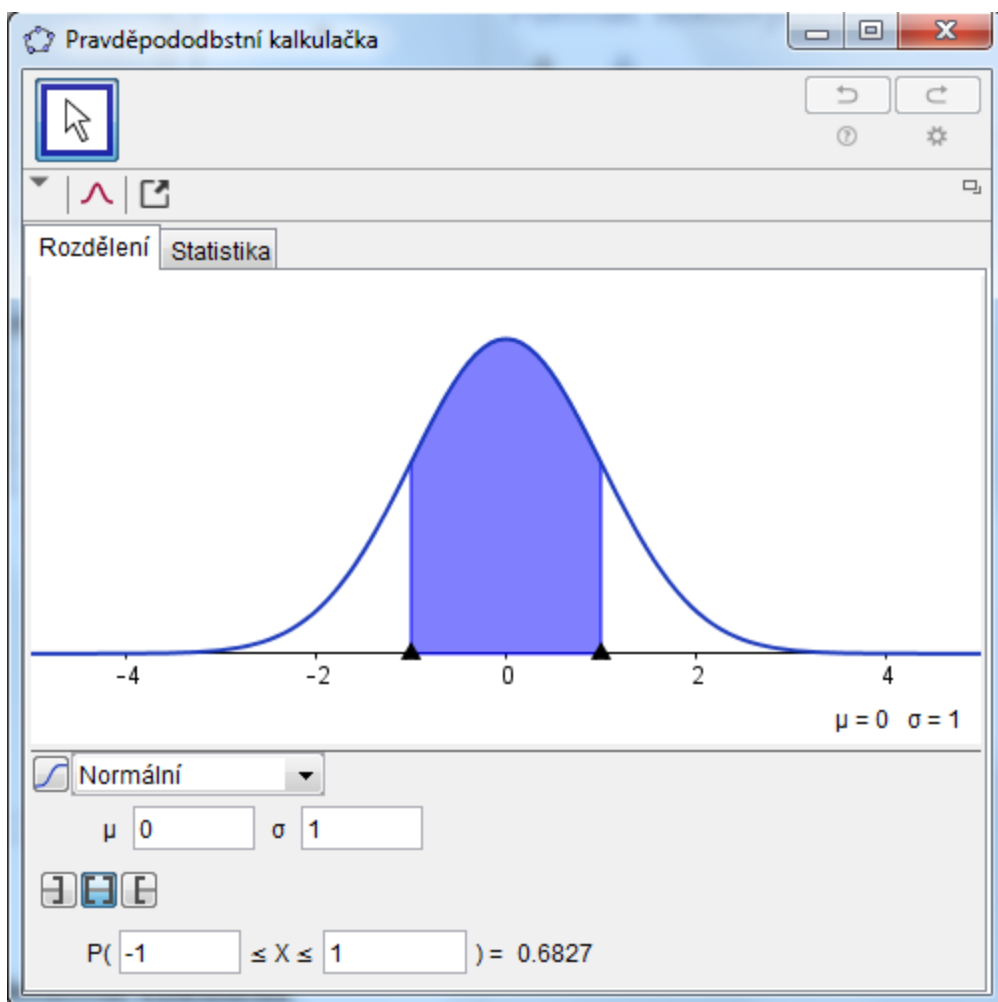 Pravděpododbstní kalkulačka
Rozdělení Statistika
-4 -2 0 2 4
μ = 0 σ = 1
Normální
μ 0 σ 1
P( -1 ≤ X ≤ 1 ) = 0.6827